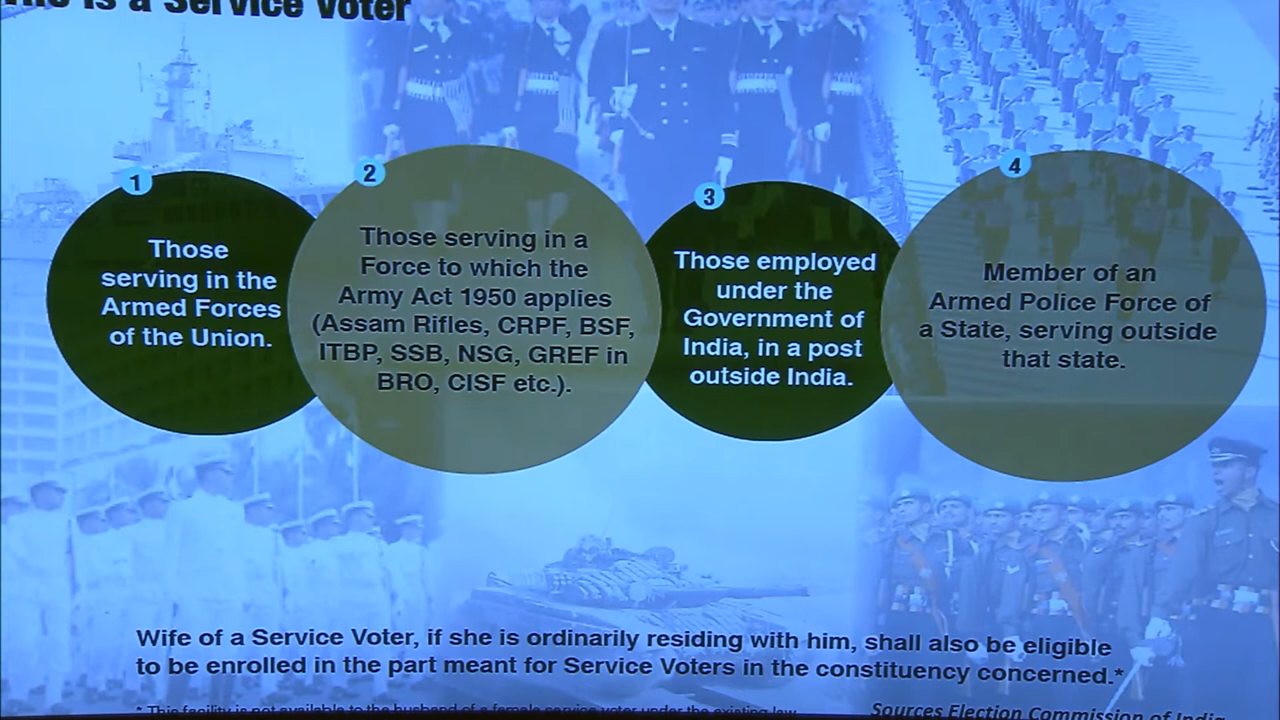 is a Service Voter
1
Those
serving in the
Armed Forces
of the Union.
2
Those serving in a
Force to which the
Army Act 1950 applies
(Assam Rifles, CRPF, BSF,
ITBP, SSB, NSG, GREF in
BRO, CISF etc.).
3
Those employed
under the
Government of
India, in a post
outside India.
4
Member of an
Armed Police Force of
a State, serving outside
that state.
Wife of a Service Voter, if she is ordinarily residing with him, shall also be eligible
to be enrolled in the part meant for Service Voters in the constituency concerned.*
* This facility is not available to the husband of a female service voter under the existing law
Sources Election Commission of India